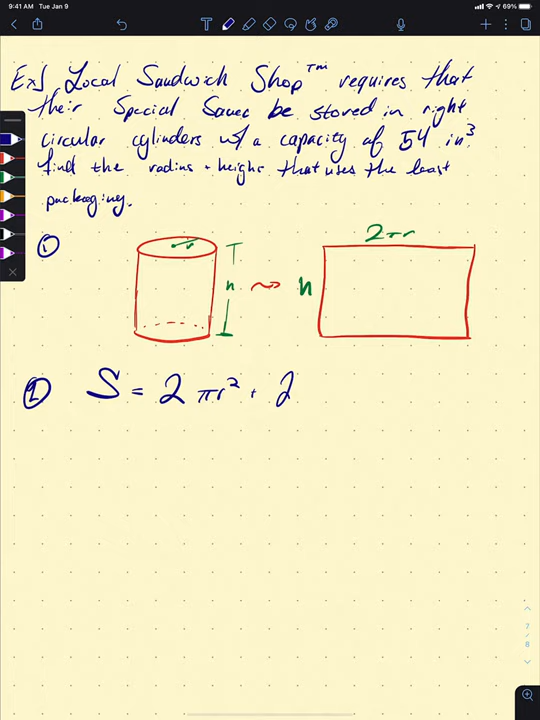 9:41 AM Tue Jan 9
69%
Ex] Local Sandwich Shop™ requires that
their Special Sauce be stored in right
circular cylinders w/ a capacity of 54 in³.
find the radius + height that uses the least
packaging.
①
r
h
2πr
h
② S = 2πr² + 2
7
/
8